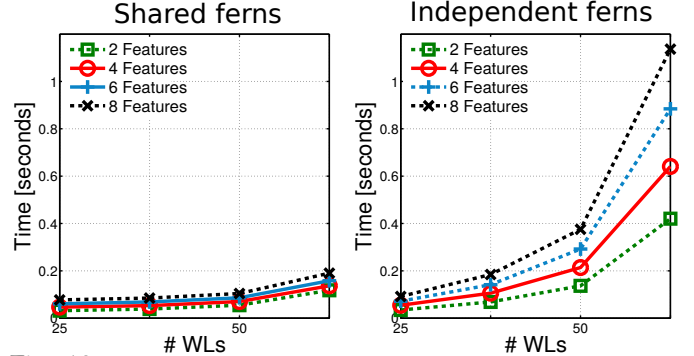 Shared ferns
Independent ferns
2 Features
4 Features
6 Features
8 Features
2 Features
4 Features
6 Features
8 Features
Time [seconds]
1
0.8
0.6
0.4
0.2
0
25
50
# WLs
Time [seconds]
1
0.8
0.6
0.4
0.2
0
25
50
# WLs